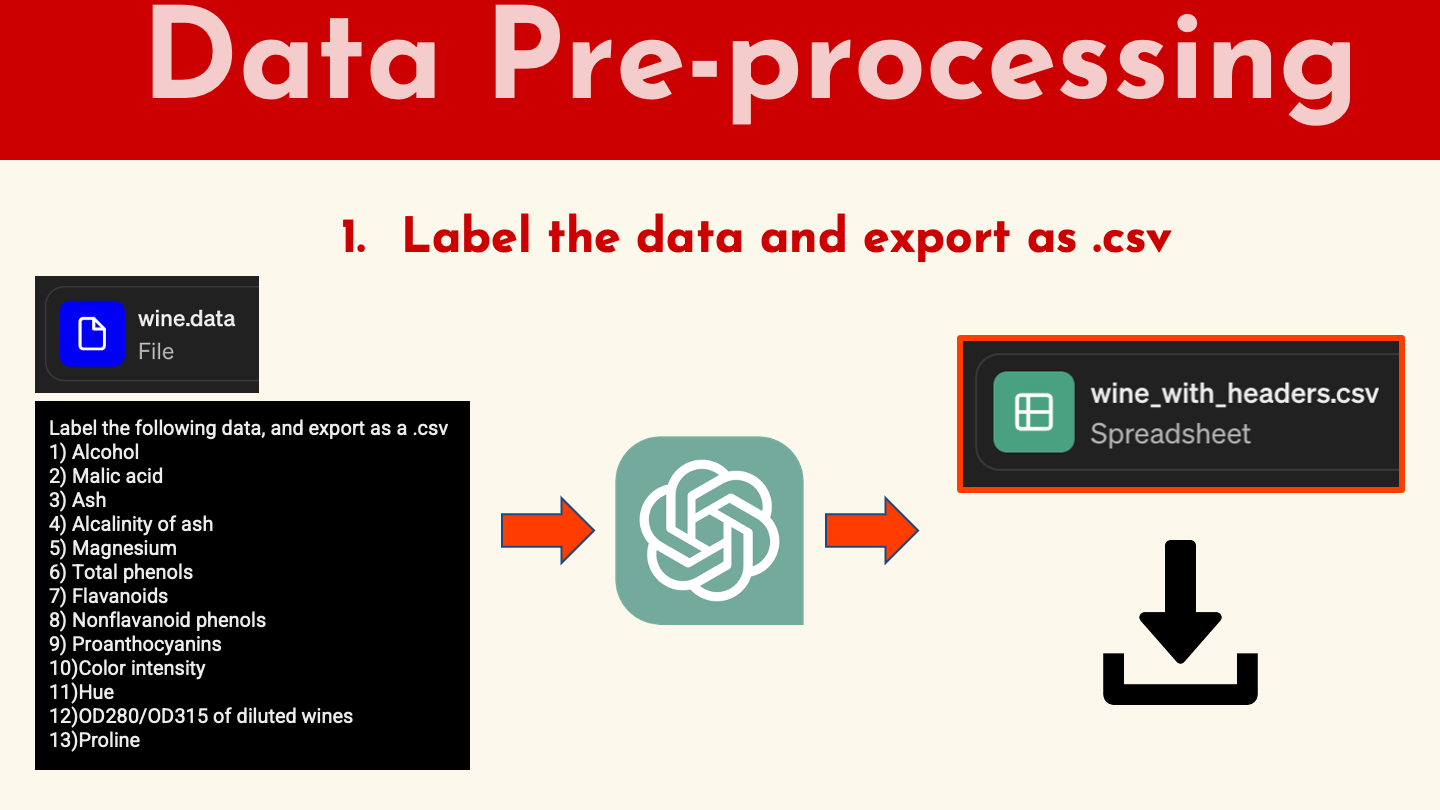 Data Pre-processing
1. Label the data and export as .csv
wine.data
File
Label the following data, and export as a .csv
1) Alcohol
2) Malic acid
3) Ash
4) Alcalinity of ash
5) Magnesium
6) Total phenols
7) Flavanoids
8) Nonflavanoid phenols
9) Proanthocyanins
10)Color intensity
11)Hue
12)OD280/OD315 of diluted wines
13)Proline
wine_with_headers.csv
Spreadsheet